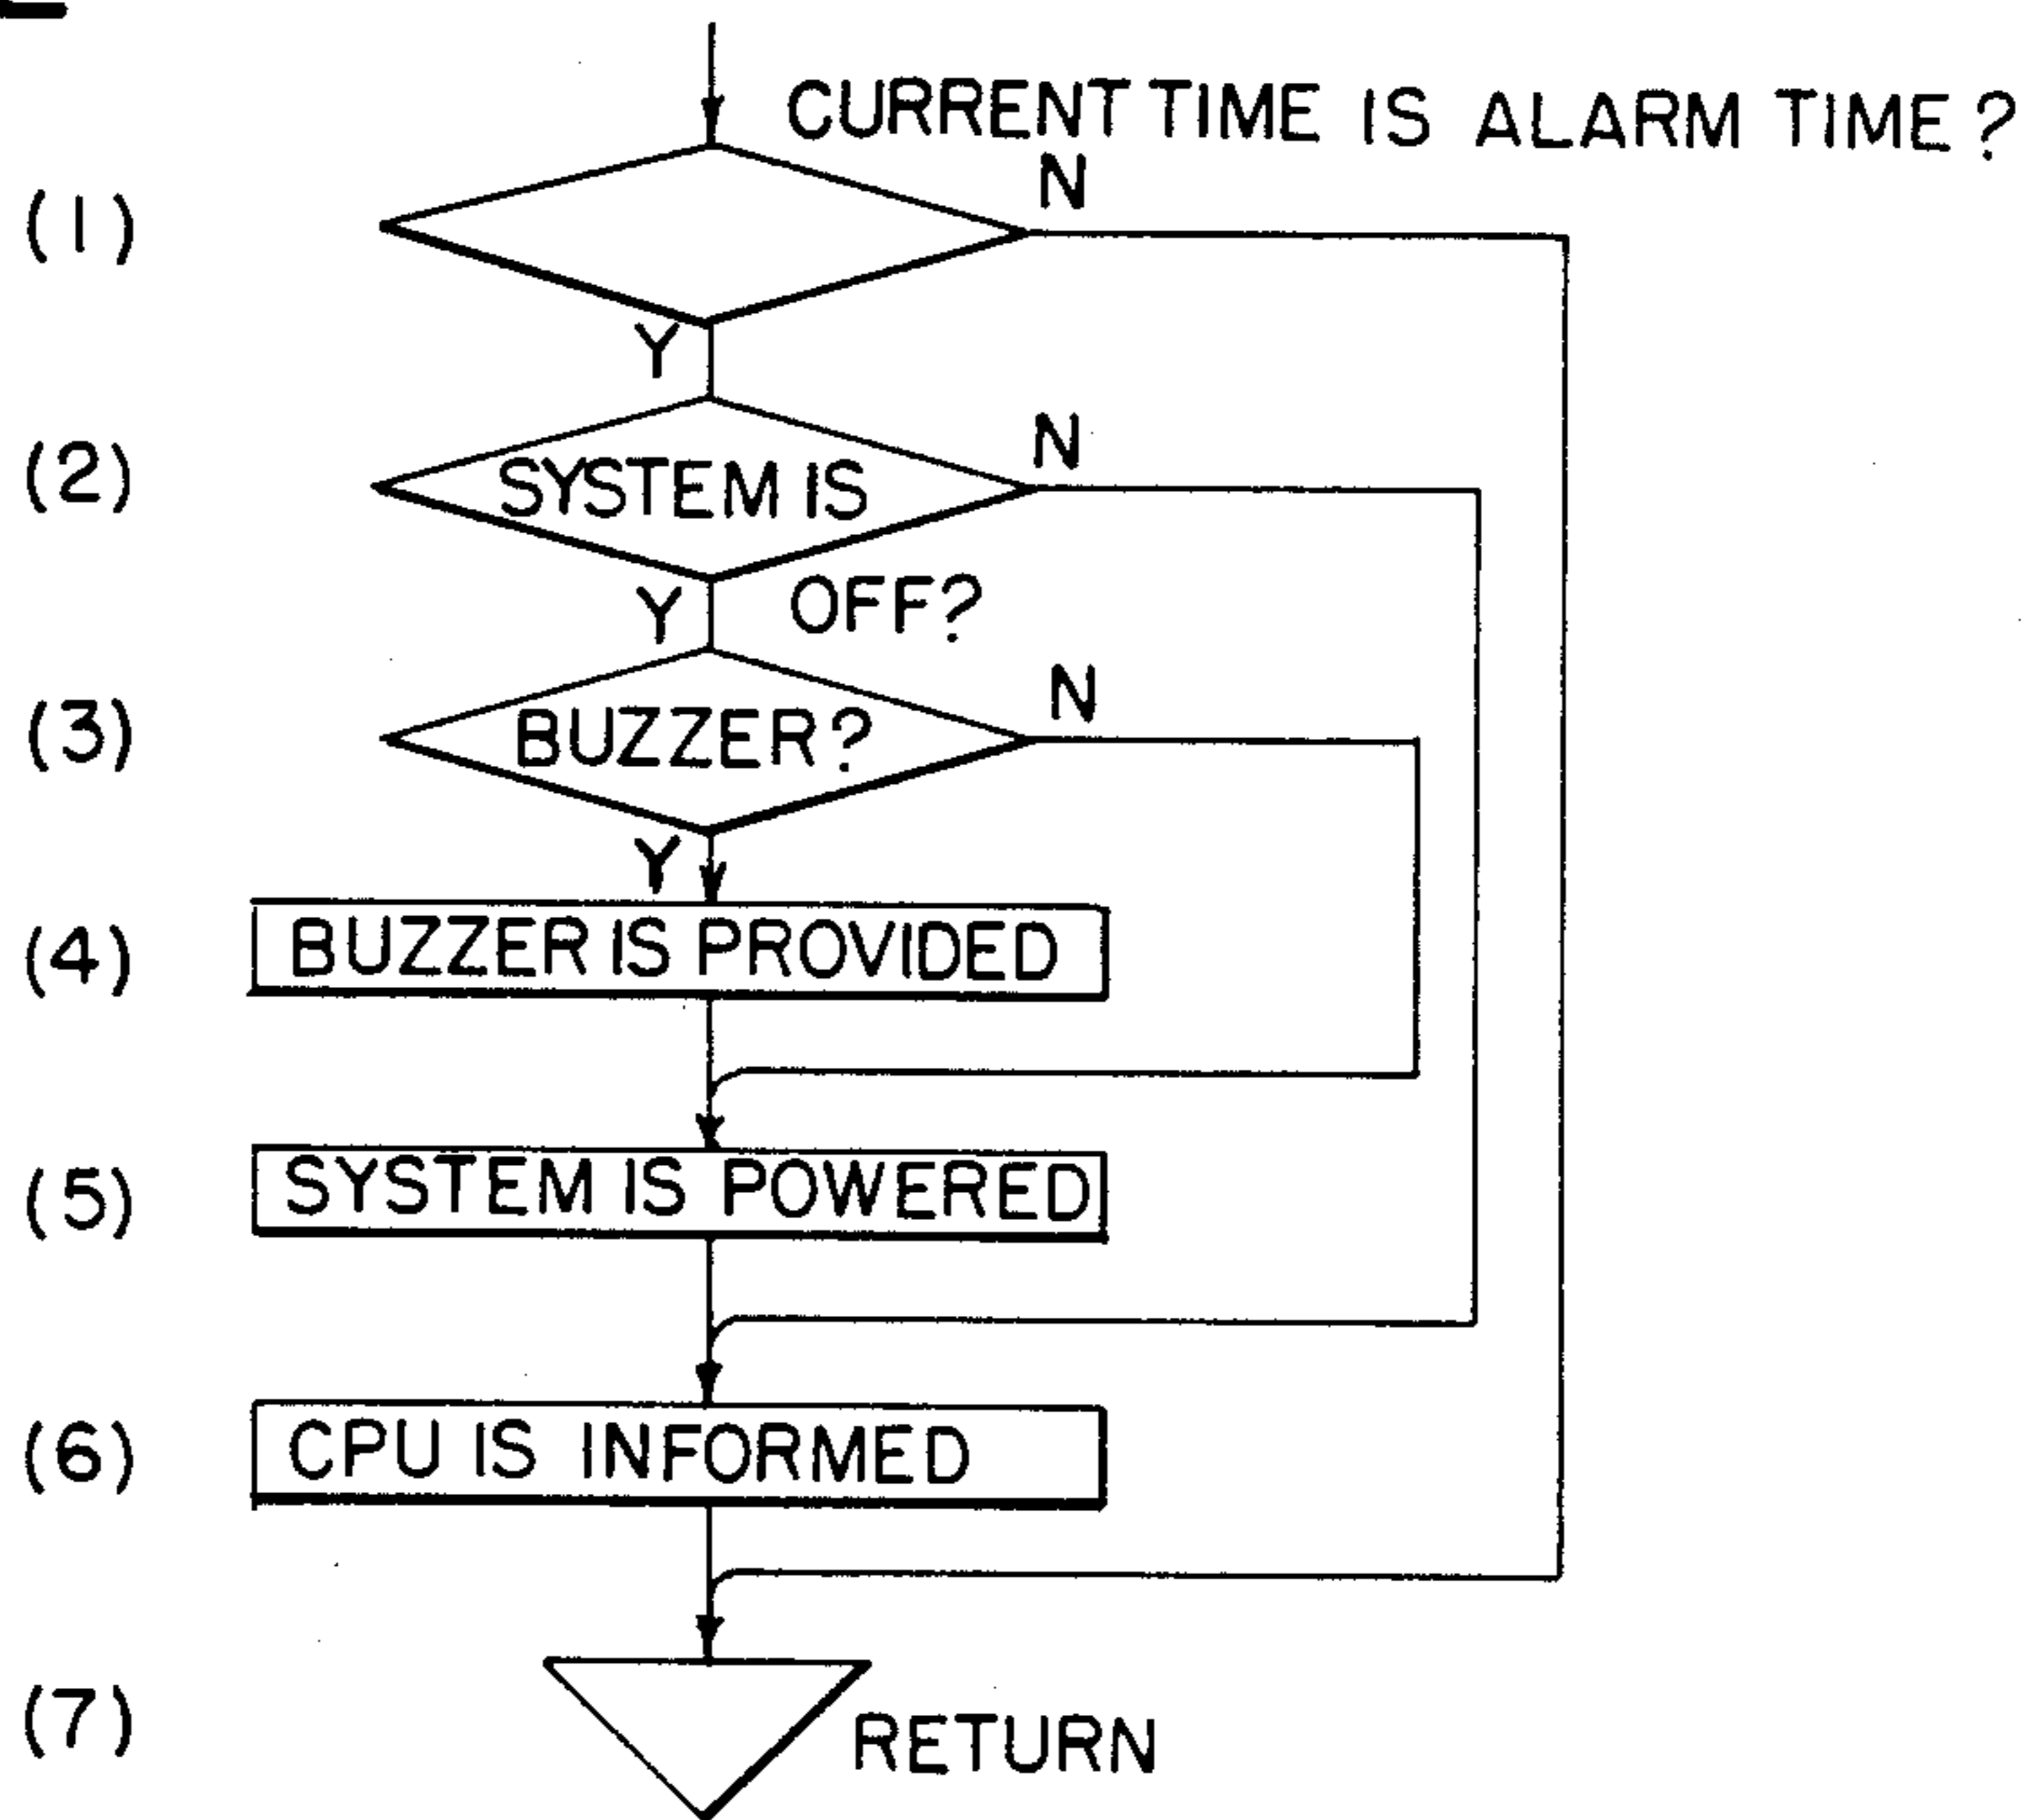 CURRENT TIME IS ALARM TIME?
(1)
N
Y
(2)
SYSTEM IS
N
Y
OFF?
(3)
BUZZER?
N
Y
(4)
BUZZER IS PROVIDED
(5)
SYSTEM IS POWERED
(6)
CPU IS INFORMED
(7)
RETURN